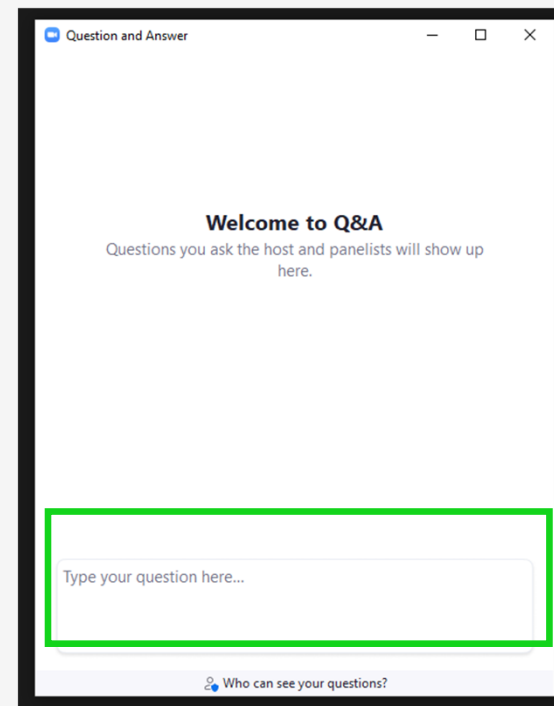 Question and Answer
Welcome to Q&A
Questions you ask the host and panelists will show up
here.
Type your question here...
Who can see your questions?